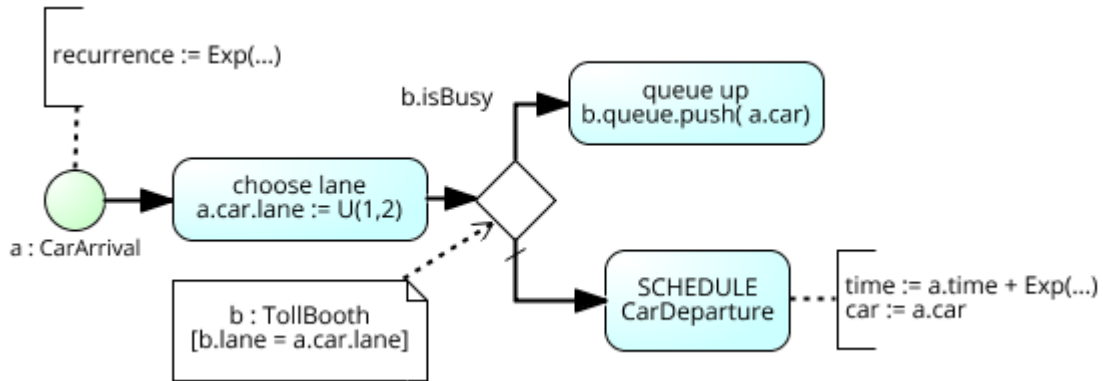 recurrence := Exp(...)
b.isBusy
queue up
b.queue.push( a.car)
choose lane
a.car.lane := U(1,2)
a : CarArrival
b : TollBooth
[b.lane = a.car.lane]
SCHEDULE
CarDeparture
time := a.time + Exp(...)
car := a.car